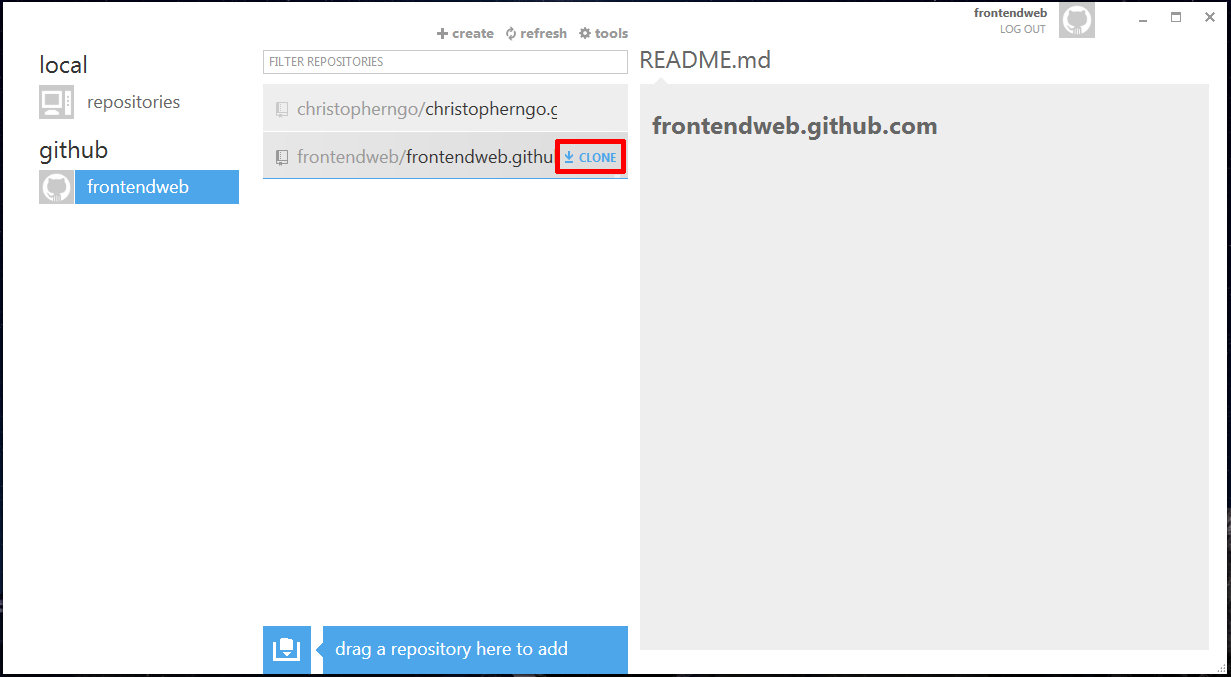 frontendweb
LOG OUT
create refresh tools
local
repositories
github
frontendweb
FILTER REPOSITORIES
christopherngo/christopherngo.g
frontendweb/frontendweb.githu CLONE
drag a repository here to add
README.md
frontendweb.github.com